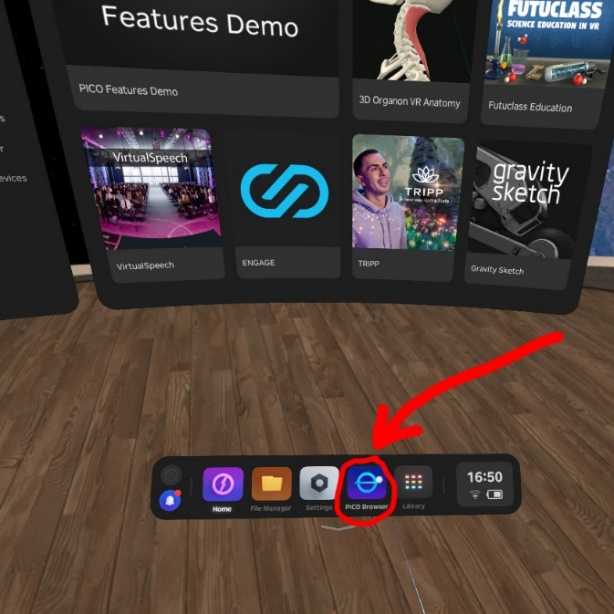 Features Demo
PICO Features Demo
3D Organon VR Anatomy
FUTUCLASS
SCIENCE EDUCATION IN VR
Futuclass Education
s
r
evices
VirtualSpeech
VirtualSpeech
ENGAGE
TRIPP
TRIPP
gravity
sketch
Gravity Sketch
Home
File Manager
Settings
PICO Browser
Library
16:50